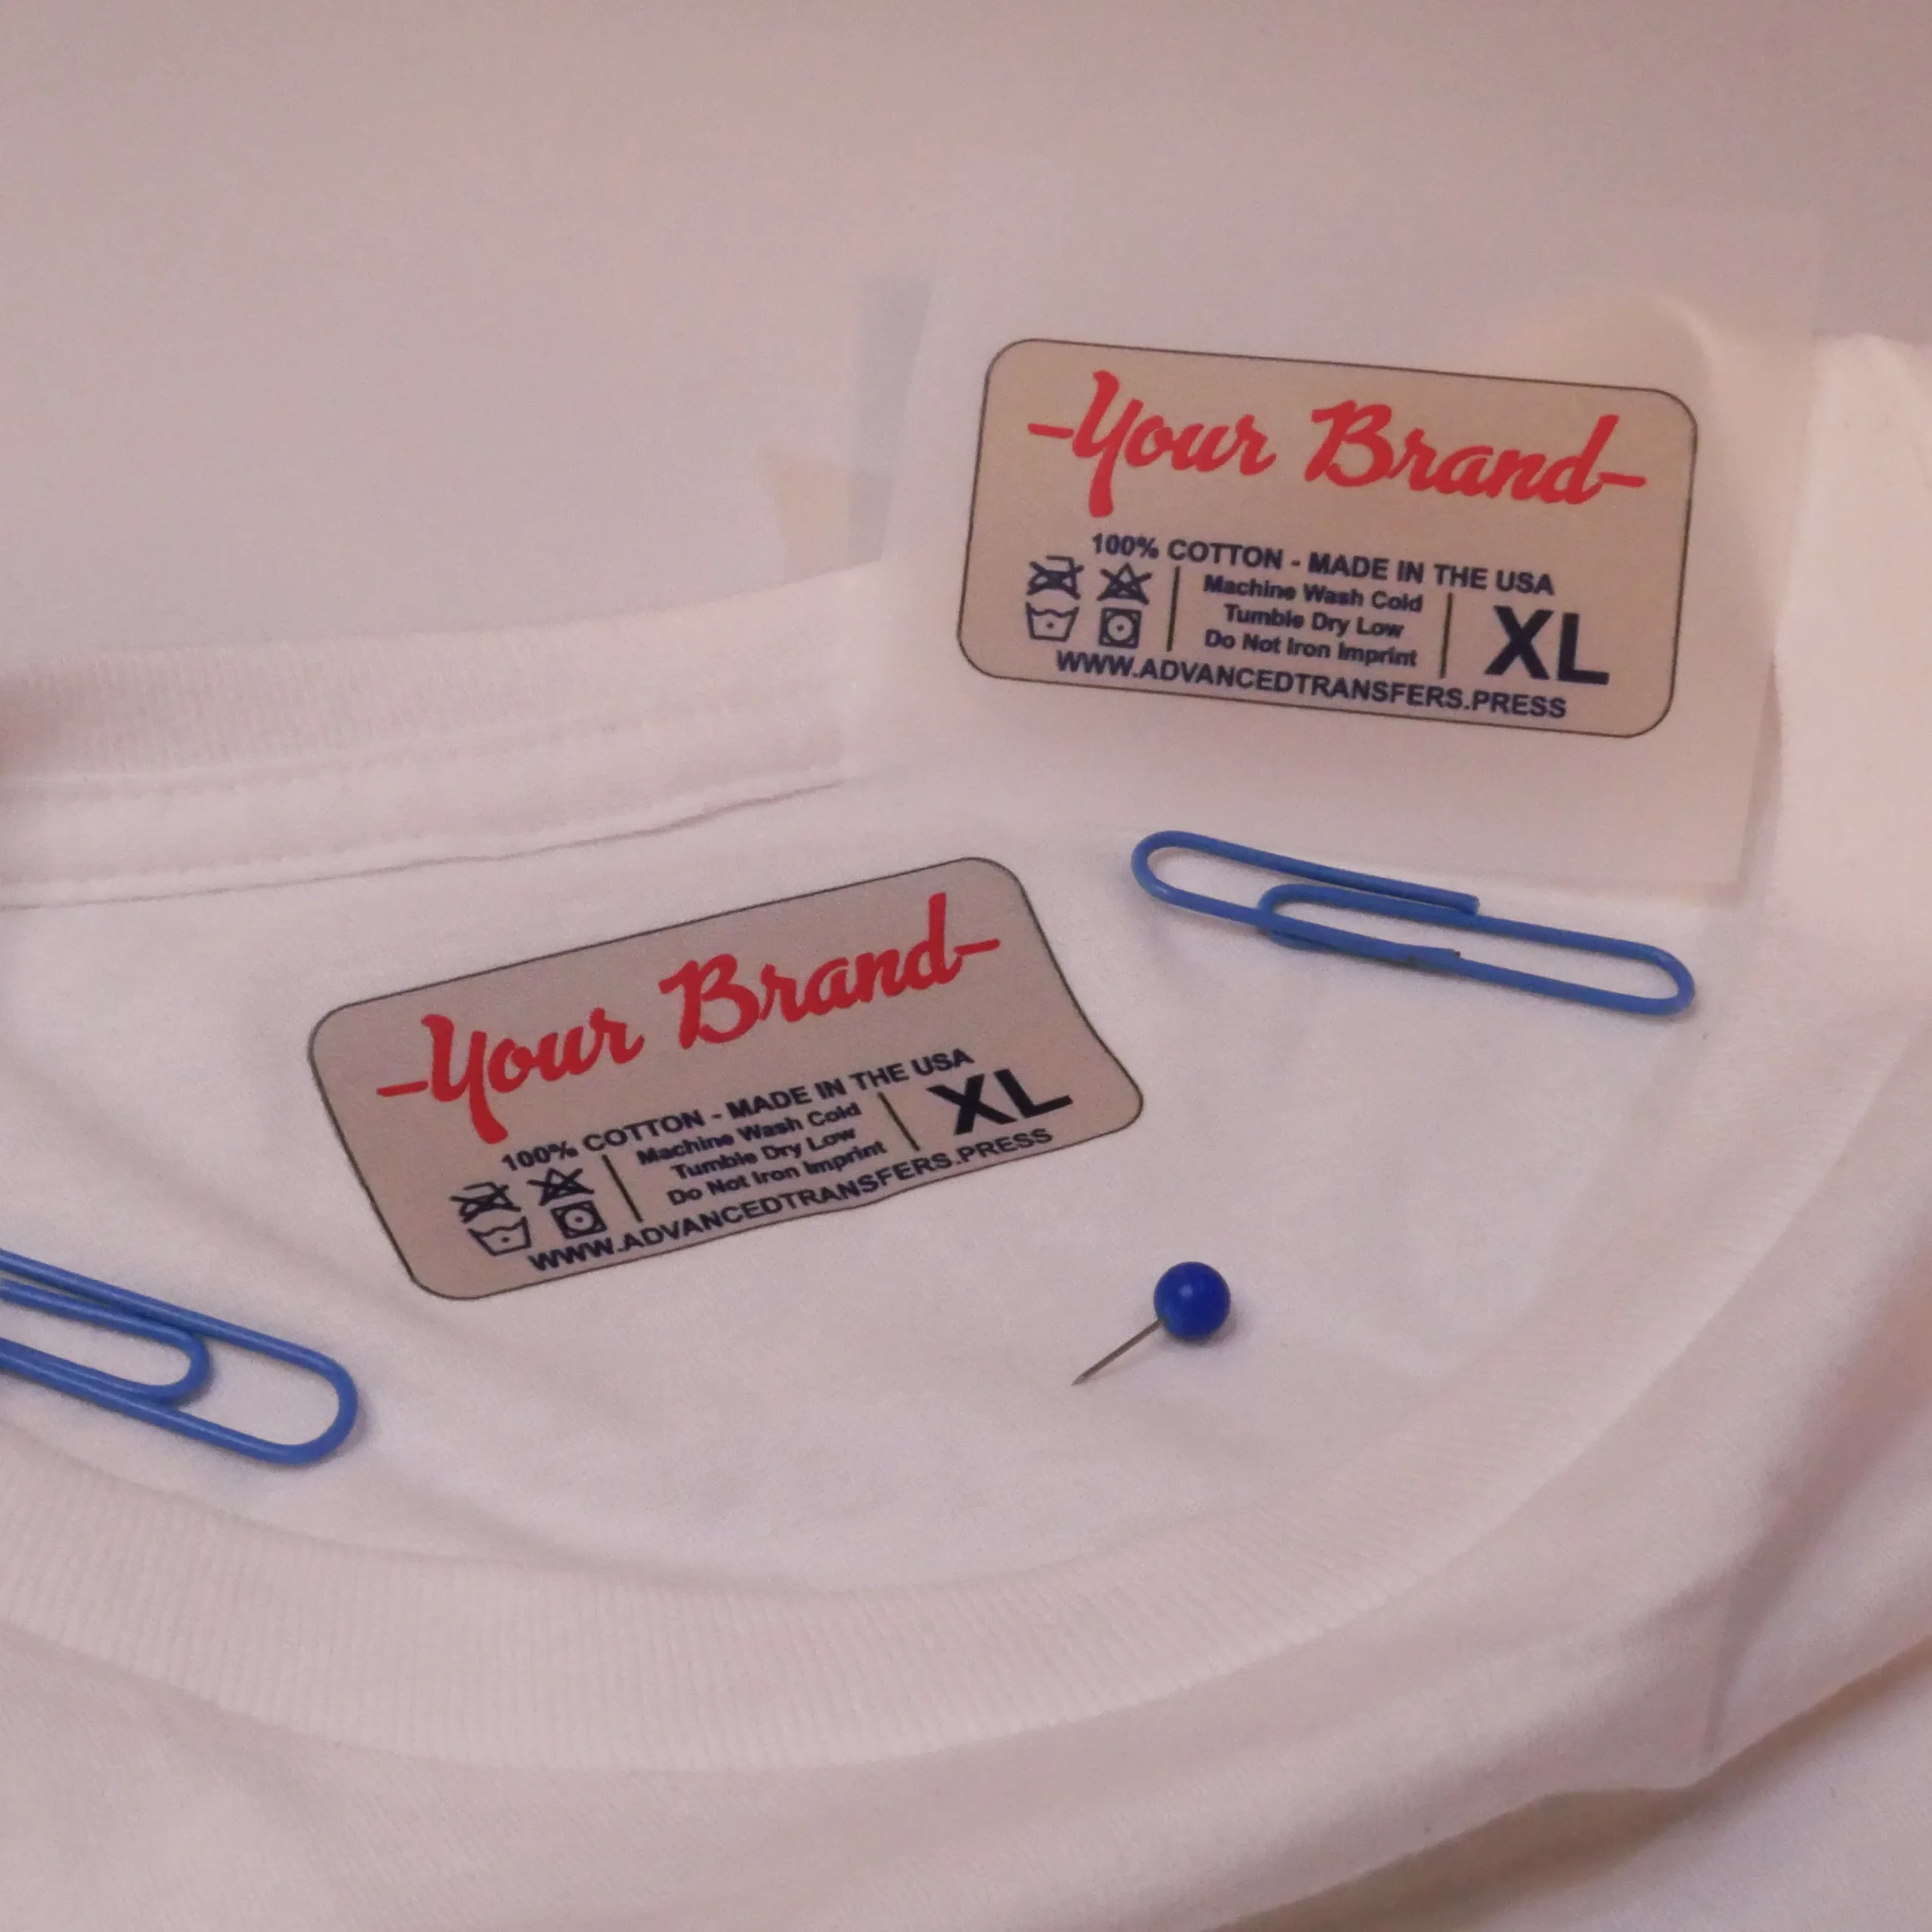 -Your Brand-
100% COTTON - MADE IN THE USA
Machine Wash Cold
Tumble Dry Low
Do Not Iron Imprint
XL
WWW.ADVANCEDTRANSFERS.PRESS
-Your Brand-
100% COTTON - MADE IN THE USA
Machine Wash Cold
Tumble Dry Low
Do Not Iron Imprint
XL
WWW.ADVANCEDTRANSFERS.PRESS